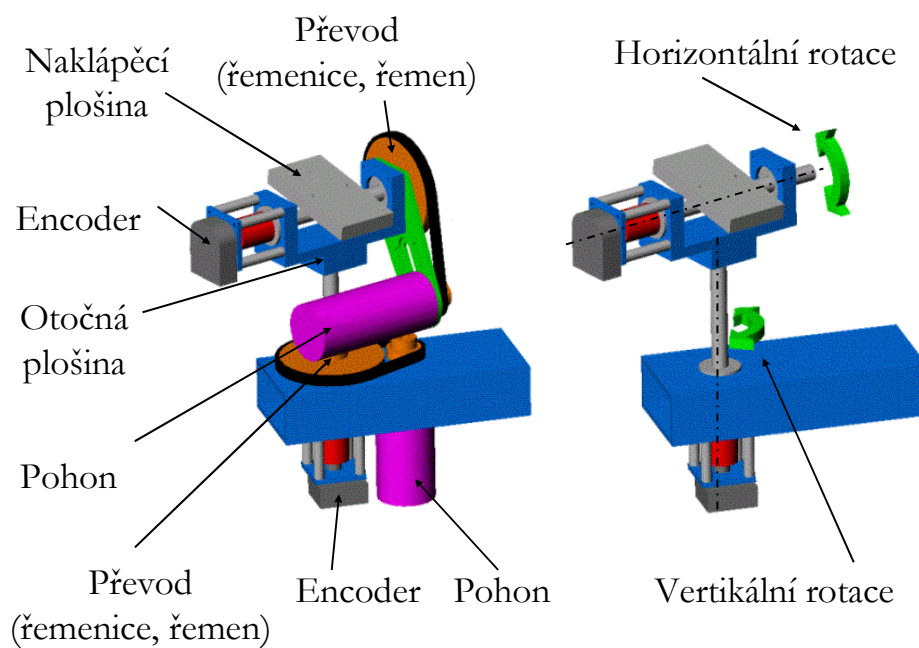 Převod
(řemenice, řemen)
Naklápěcí
plošina
Encoder
Otočná
plošina
Pohon
Převod
(řemenice, řemen)
Encoder
Pohon
Horizontální rotace
Vertikální rotace